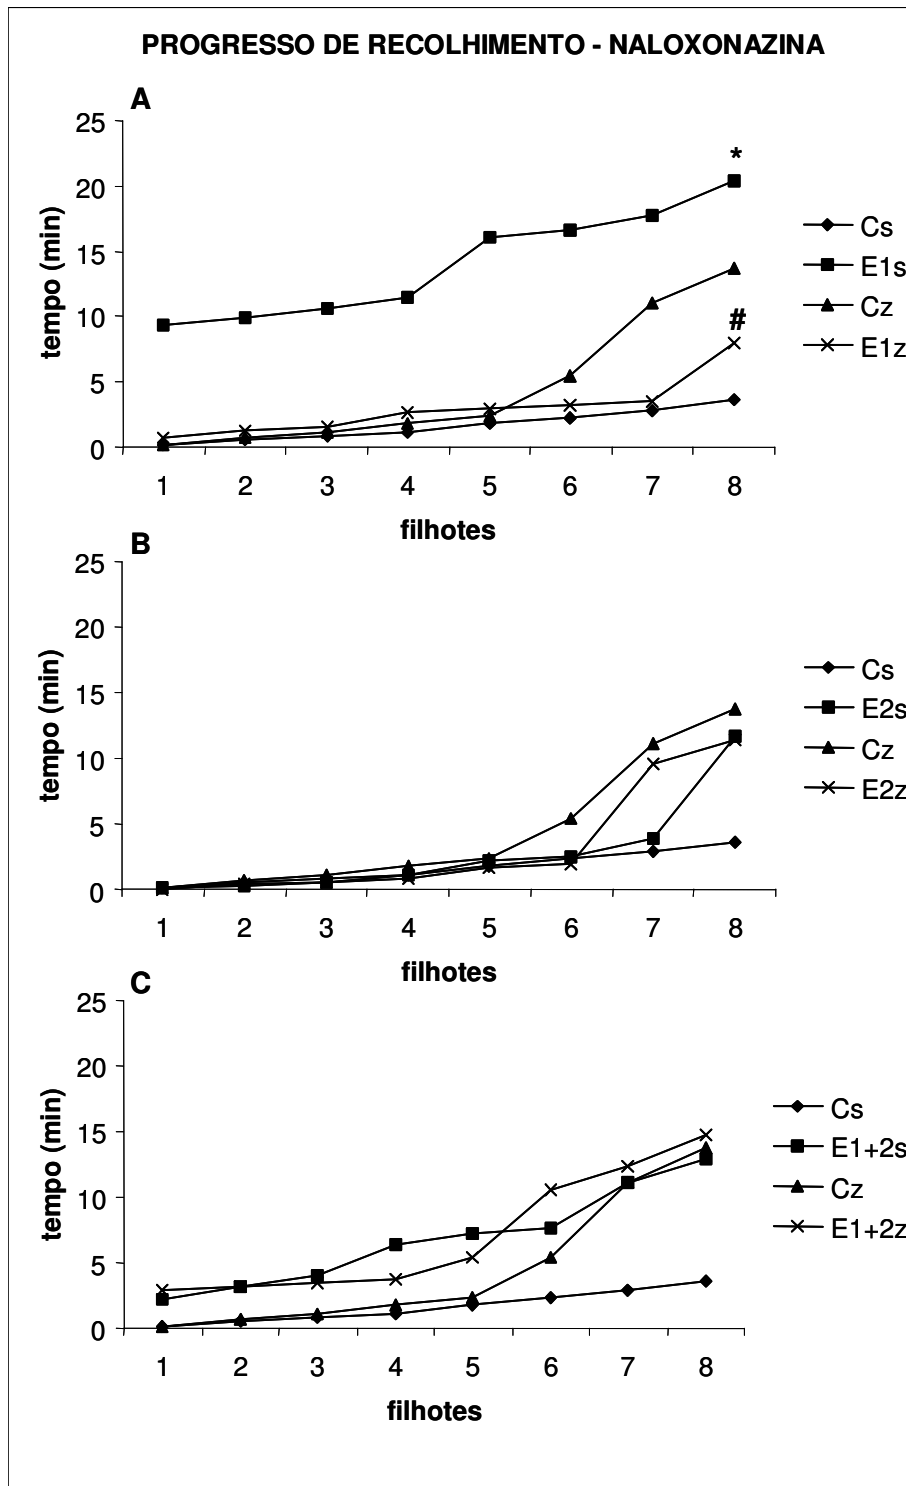 PROGRESSO DE RECOLHIMENTO - NALOXONAZINA
A
25
20
15
10
5
0
tempo (min)
*
#
1 2 3 4 5 6 7 8
filhotes
Cs
E1s
Cz
E1z
B
25
20
15
10
5
0
tempo (min)
1 2 3 4 5 6 7 8
filhotes
Cs
E2s
Cz
E2z
C
25
20
15
10
5
0
tempo (min)
1 2 3 4 5 6 7 8
filhotes
Cs
E1+2s
Cz
E1+2z